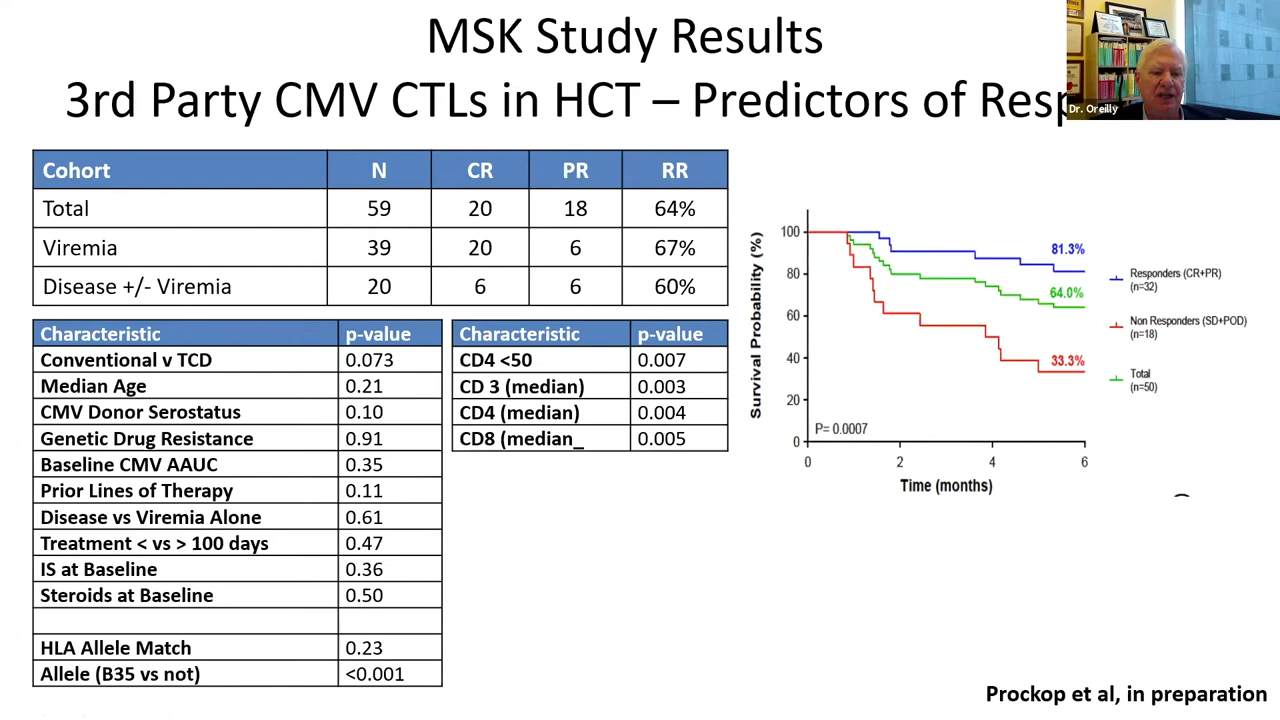 MSK Study Results
3rd Party CMV CTLs in HCT – Predictors of Resp
Dr. Oreilly
Cohort N CR PR RR
Total 59 20 18 64%
Viremia 39 20 6 67%
Disease +/- Viremia 20 6 6 60%
Characteristic p-value
Conventional v TCD 0.073
Median Age 0.21
CMV Donor Serostatus 0.10
Genetic Drug Resistance 0.91
Baseline CMV AAUC 0.35
Prior Lines of Therapy 0.11
Disease vs Viremia Alone 0.61
Treatment < vs > 100 days 0.47
IS at Baseline 0.36
Steroids at Baseline 0.50
HLA Allele Match 0.23
Allele (B35 vs not) <0.001
Characteristic p-value
CD4 <50 0.007
CD 3 (median) 0.003
CD4 (median) 0.004
CD8 (median_ 0.005
Survival Probability (%)
100
80
60
40
20
0
81.3%
64.0%
33.3%
P= 0.0007
0 2 4 6
Time (months)
Responders (CR+PR)
(n=32)
Non Responders (SD+POD)
(n=18)
Total
(n=50)
Prockop et al, in preparation